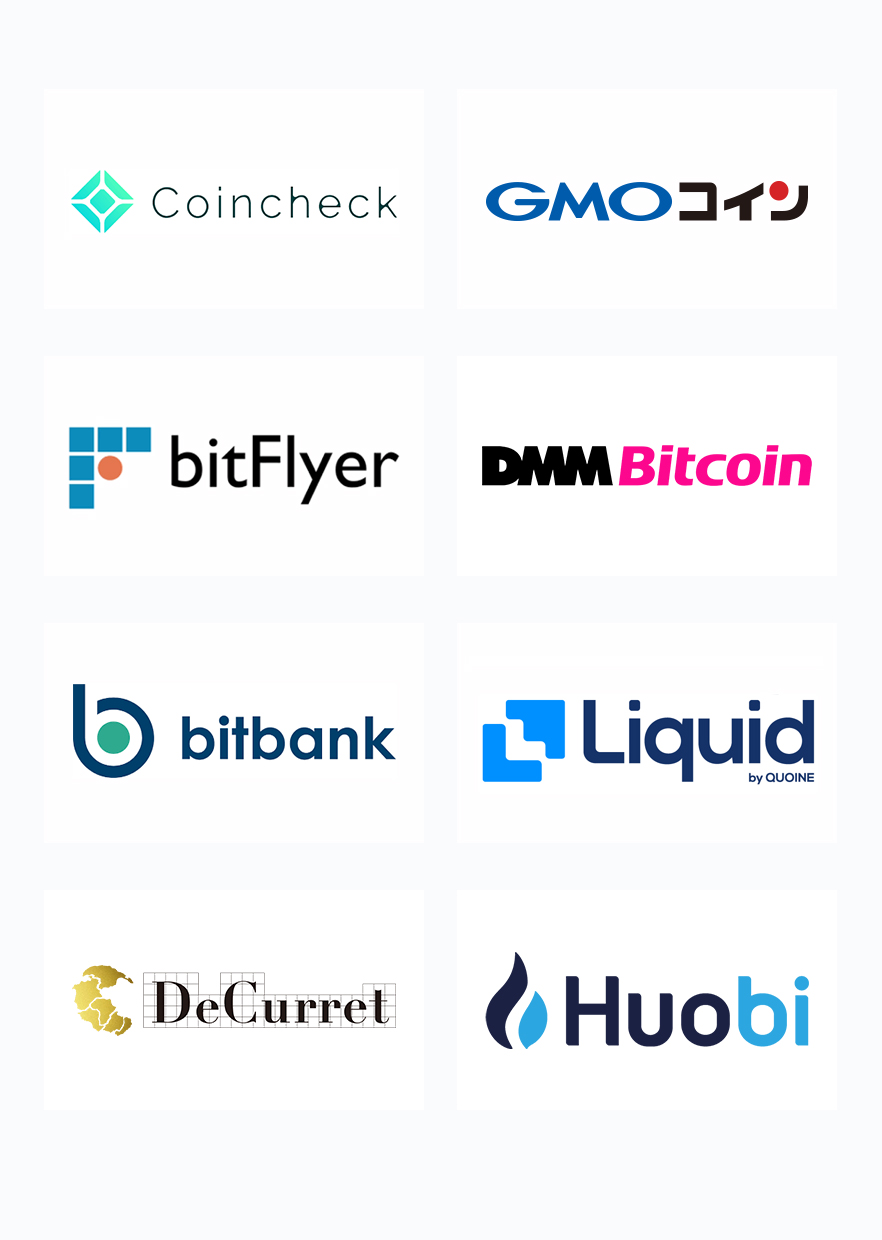 Coincheck
GMOコイン
bitFlyer
DMM Bitcoin
bitbank
Liquid
by QUOINE
DeCurret
Huobi